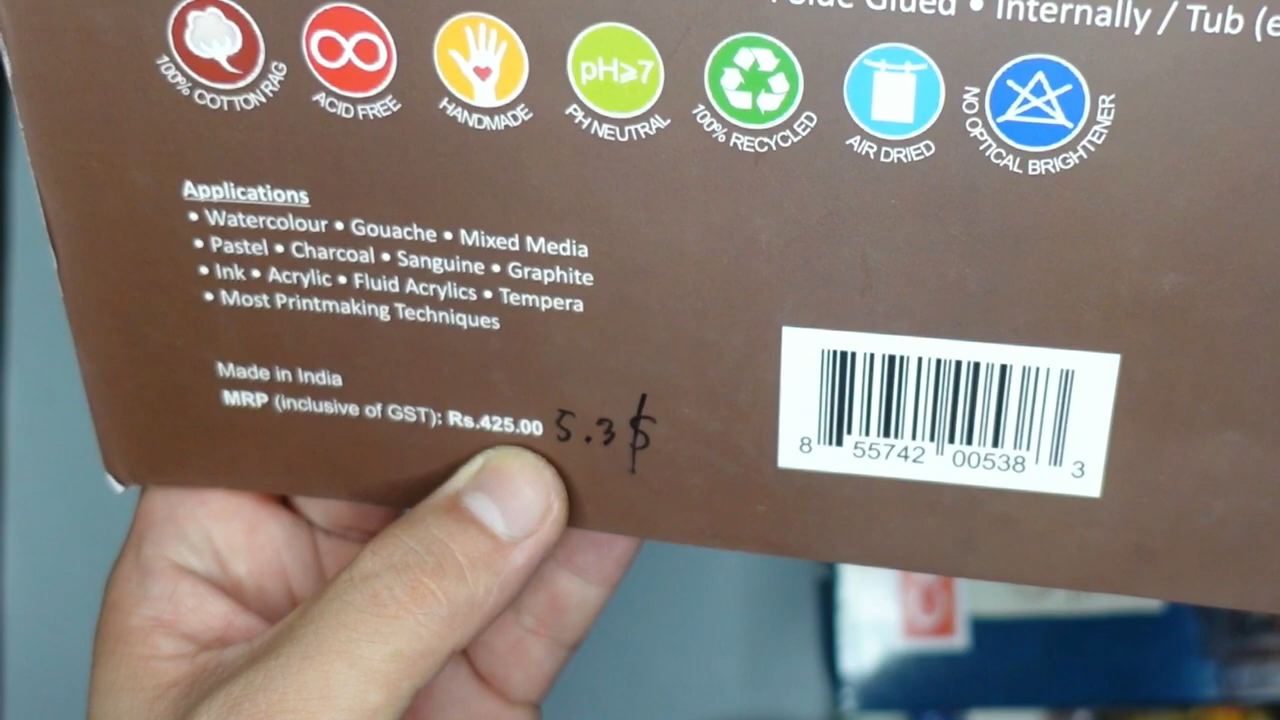 Glued • Internally / Tub
100% COTTON RAG
ACID FREE
HANDMADE
pH⩾7
PH NEUTRAL
100% RECYCLED
AIR DRIED
NO OPTICAL BRIGHTENER
Applications
• Watercolour • Gouache • Mixed Media
• Pastel • Charcoal • Sanguine • Graphite
• Ink • Acrylic • Fluid Acrylics • Tempera
• Most Printmaking Techniques
Made in India
MRP (inclusive of GST): Rs.425.00 5.3$
8 55742 00538 3